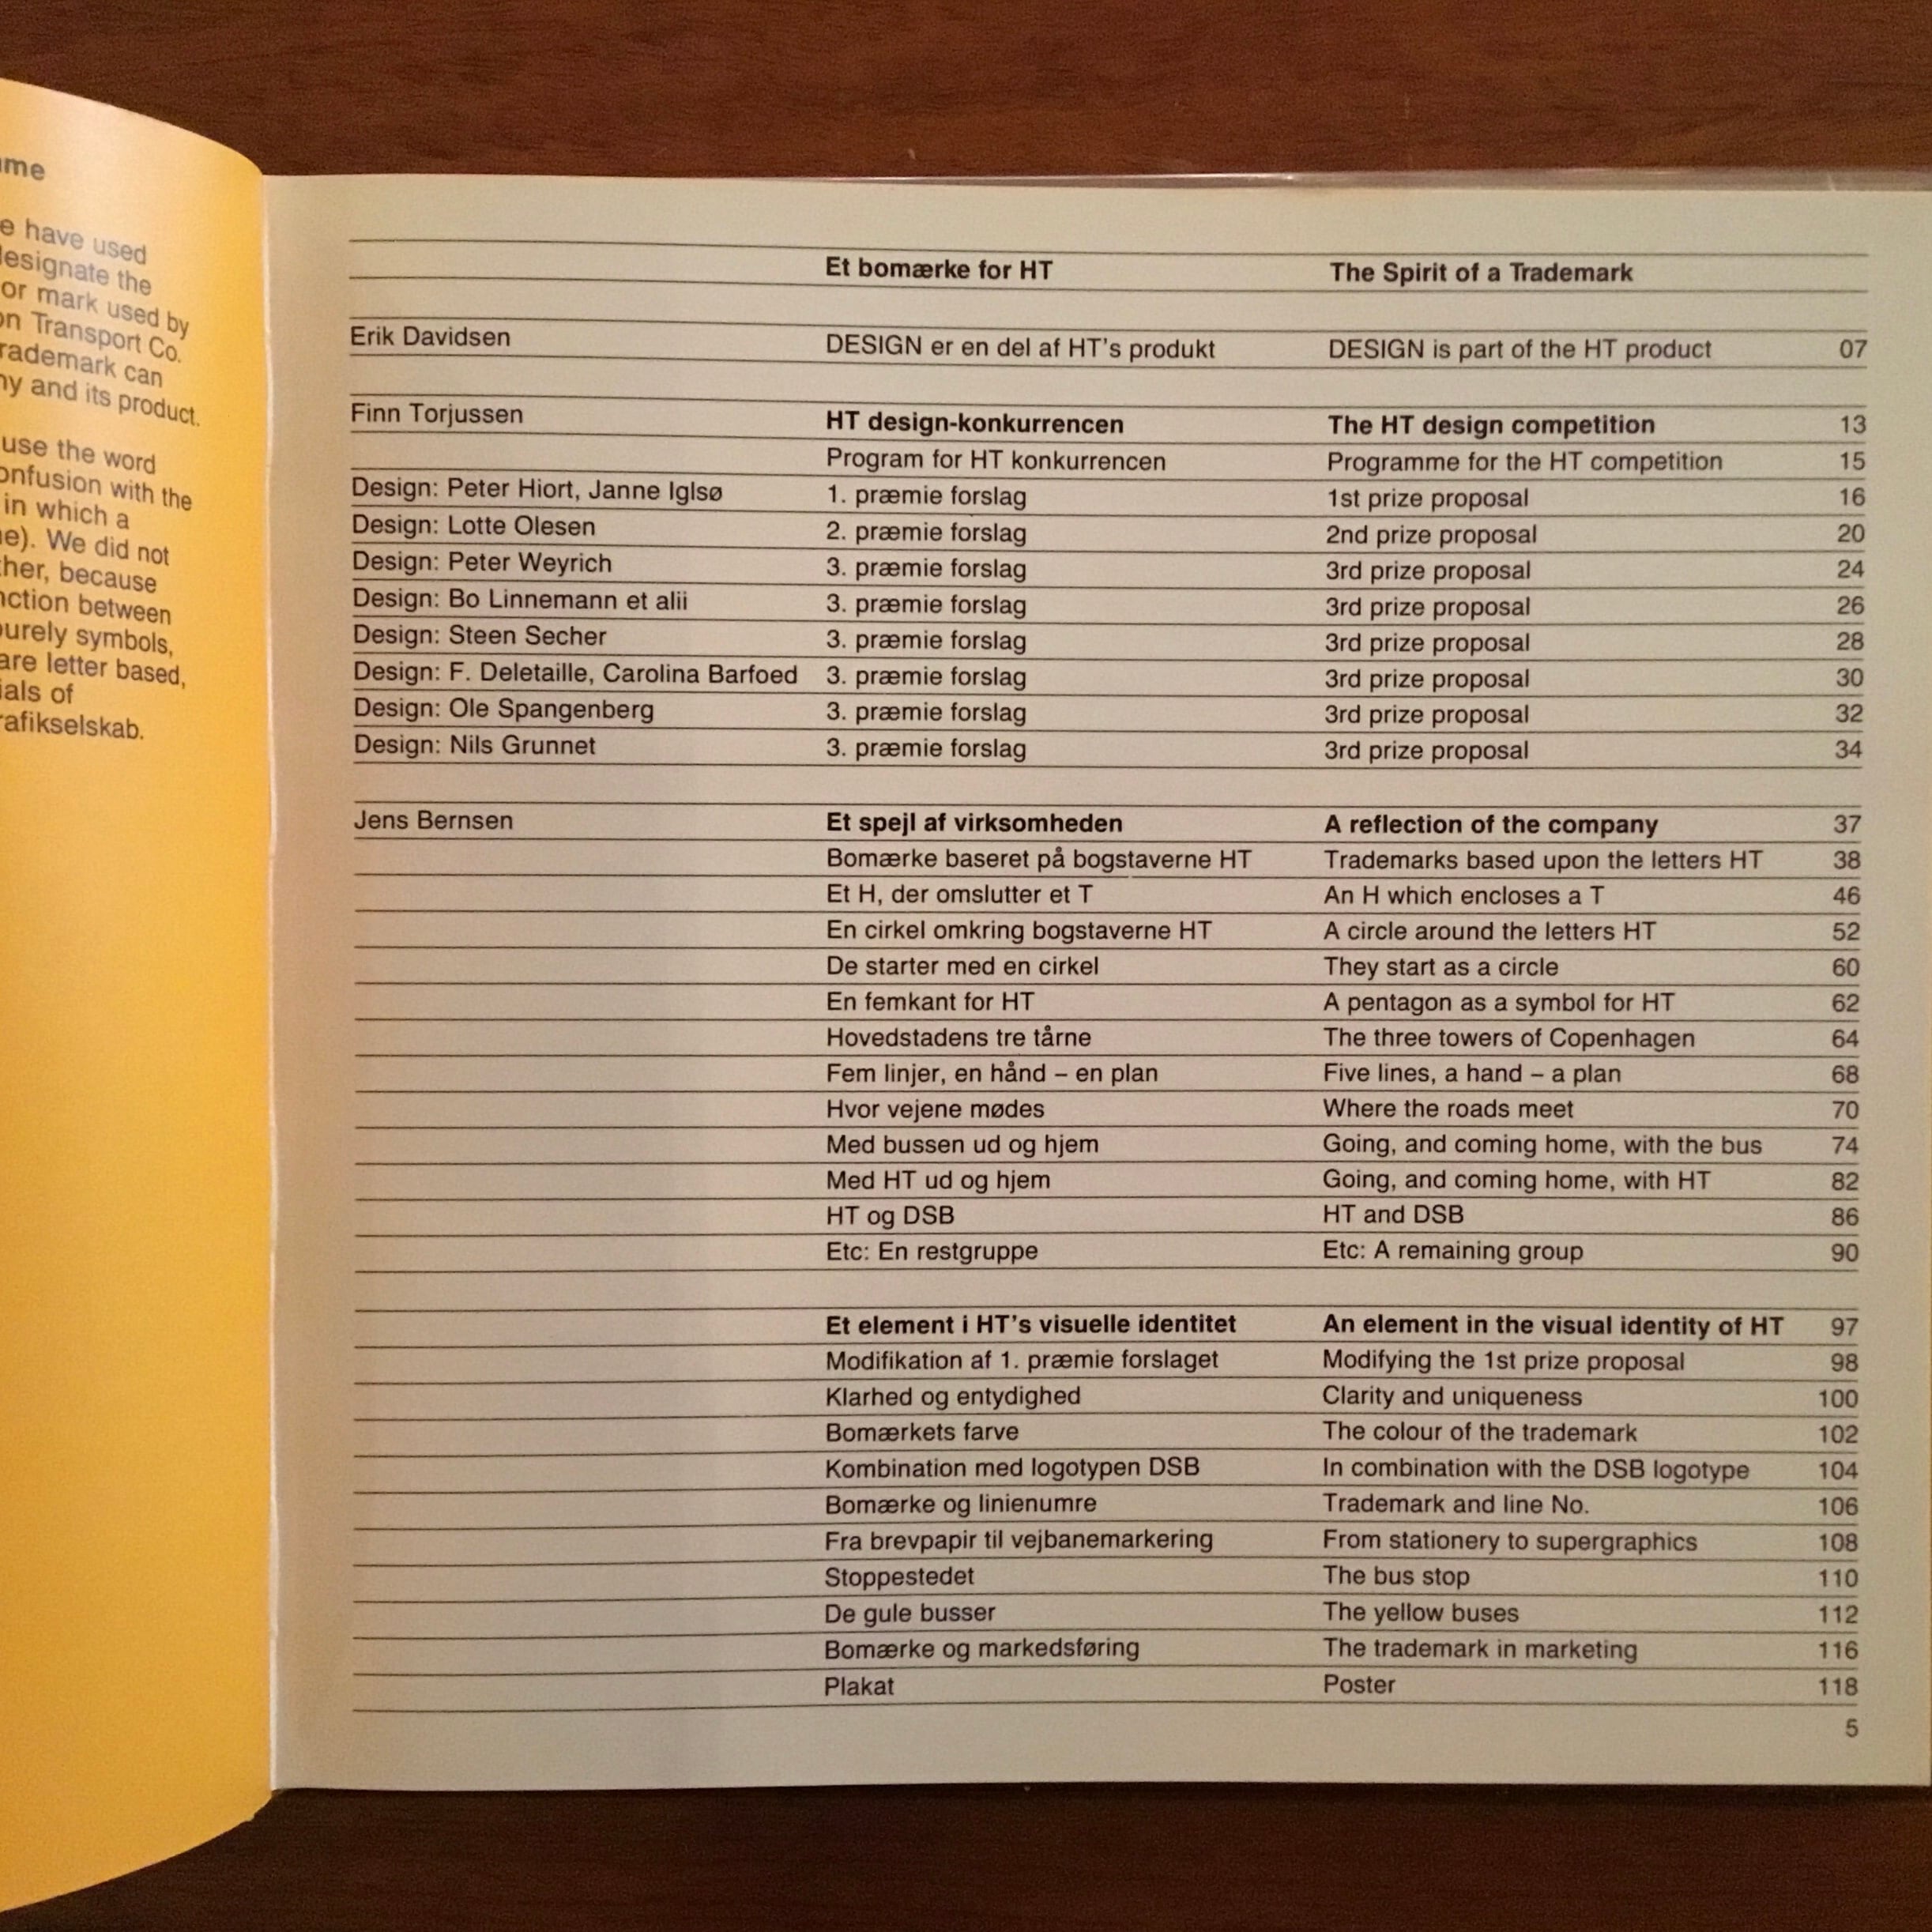 me
e have used
designate the
or mark used by
on Transport Co.
rademark can
ny and its product.
use the word
onfusion with the
in which a
e). We did not
ther, because
nction between
purely symbols,
are letter based,
ials of
rafikselskab.
Et bomærke for HT The Spirit of a Trademark
Erik Davidsen DESIGN er en del af HT's produkt DESIGN is part of the HT product 07
Finn Torjussen HT design-konkurrencen The HT design competition 13
Program for HT konkurrencen Programme for the HT competition 15
Design: Peter Hiort, Janne Iglsø 1. præmie forslag 1st prize proposal 16
Design: Lotte Olesen 2. præmie forslag 2nd prize proposal 20
Design: Peter Weyrich 3. præmie forslag 3rd prize proposal 24
Design: Bo Linnemann et alii 3. præmie forslag 3rd prize proposal 26
Design: Steen Secher 3. præmie forslag 3rd prize proposal 28
Design: F. Deletaille, Carolina Barfoed 3. præmie forslag 3rd prize proposal 30
Design: Ole Spangenberg 3. præmie forslag 3rd prize proposal 32
Design: Nils Grunnet 3. præmie forslag 3rd prize proposal 34
Jens Bernsen Et spejl af virksomheden A reflection of the company 37
Bomærke baseret på bogstaverne HT Trademarks based upon the letters HT 38
Et H, der omslutter et T An H which encloses a T 46
En cirkel omkring bogstaverne HT A circle around the letters HT 52
De starter med en cirkel They start as a circle 60
En femkant for HT A pentagon as a symbol for HT 62
Hovedstadens tre tårne The three towers of Copenhagen 64
Fem linjer, en hånd – en plan Five lines, a hand – a plan 68
Hvor vejene mødes Where the roads meet 70
Med bussen ud og hjem Going, and coming home, with the bus 74
Med HT ud og hjem Going, and coming home, with HT 82
HT og DSB HT and DSB 86
Etc: En restgruppe Etc: A remaining group 90
Et element i HT's visuelle identitet An element in the visual identity of HT 97
Modifikation af 1. præmie forslaget Modifying the 1st prize proposal 98
Klarhed og entydighed Clarity and uniqueness 100
Bomærkets farve The colour of the trademark 102
Kombination med logotypen DSB In combination with the DSB logotype 104
Bomærke og linienumre Trademark and line No. 106
Fra brevpapir til vejbanemarkering From stationery to supergraphics 108
Stoppestedet The bus stop 110
De gule busser The yellow buses 112
Bomærke og markedsføring The trademark in marketing 116
Plakat Poster 118
5